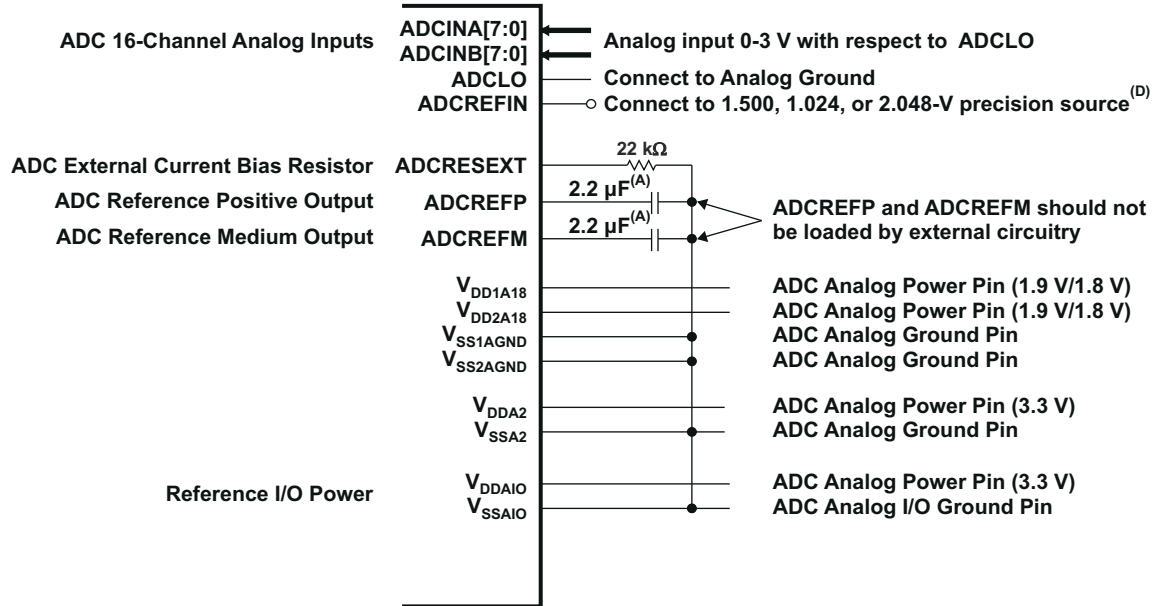 ADC 16-Channel Analog Inputs
ADCINA[7:0]
ADCINB[7:0]
Analog input 0-3 V with respect to ADCLO
ADCLO
Connect to Analog Ground
ADCREFIN
Connect to 1.500, 1.024, or 2.048-V precision source(D)
22 kΩ
ADC External Current Bias Resistor
ADCRESEXT
2.2 µF(A)
ADC Reference Positive Output
ADCREFP
2.2 µF(A)
ADC Reference Medium Output
ADCREFM
ADCREFP and ADCREFM should not
be loaded by external circuitry
VDD1A18
ADC Analog Power Pin (1.9 V/1.8 V)
VDD2A18
ADC Analog Power Pin (1.9 V/1.8 V)
VSS1AGND
ADC Analog Ground Pin
VSS2AGND
ADC Analog Ground Pin
VDDA2
ADC Analog Power Pin (3.3 V)
VSSA2
ADC Analog Ground Pin
Reference I/O Power
VDDAIO
ADC Analog Power Pin (3.3 V)
VSSAIO
ADC Analog I/O Ground Pin